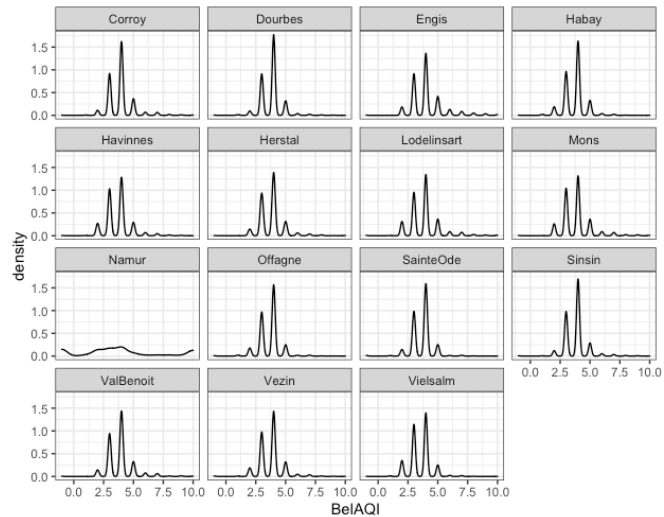 Corroy Dourbes Engis Habay
1.5
1.0
0.5
0.0
Havinnes Herstal Lodelinsart Mons
1.5
1.0
0.5
0.0
Namur Offagne SainteOde Sinsin
1.5
1.0
0.5
0.0
0.0 2.5 5.0 7.5 10.0
ValBenoit Vezin Vielsalm
1.5
1.0
0.5
0.0
0.0 2.5 5.0 7.5 10.0 0.0 2.5 5.0 7.5 10.0 0.0 2.5 5.0 7.5 10.0
density
BelAQI